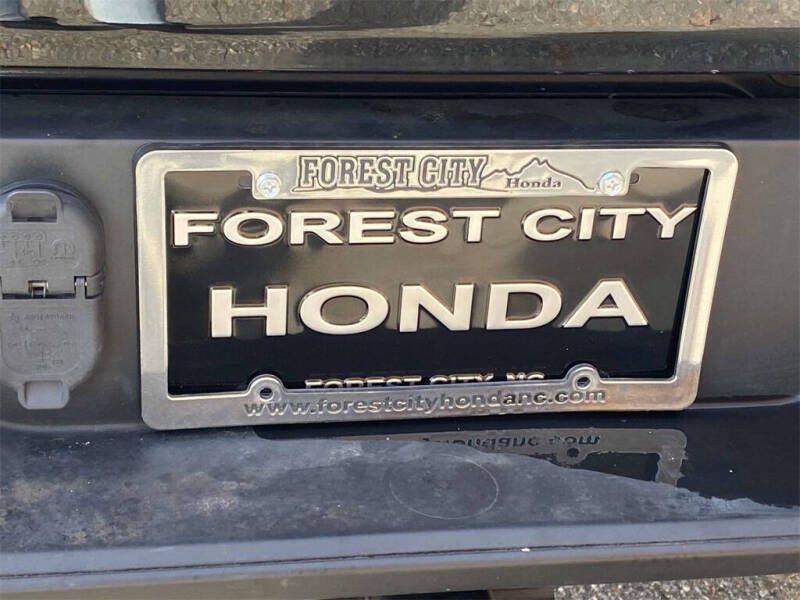 FOREST CITY Honda
FOREST CITY
HONDA
FOREST CITY, NC
www.forestcityhondanc.com